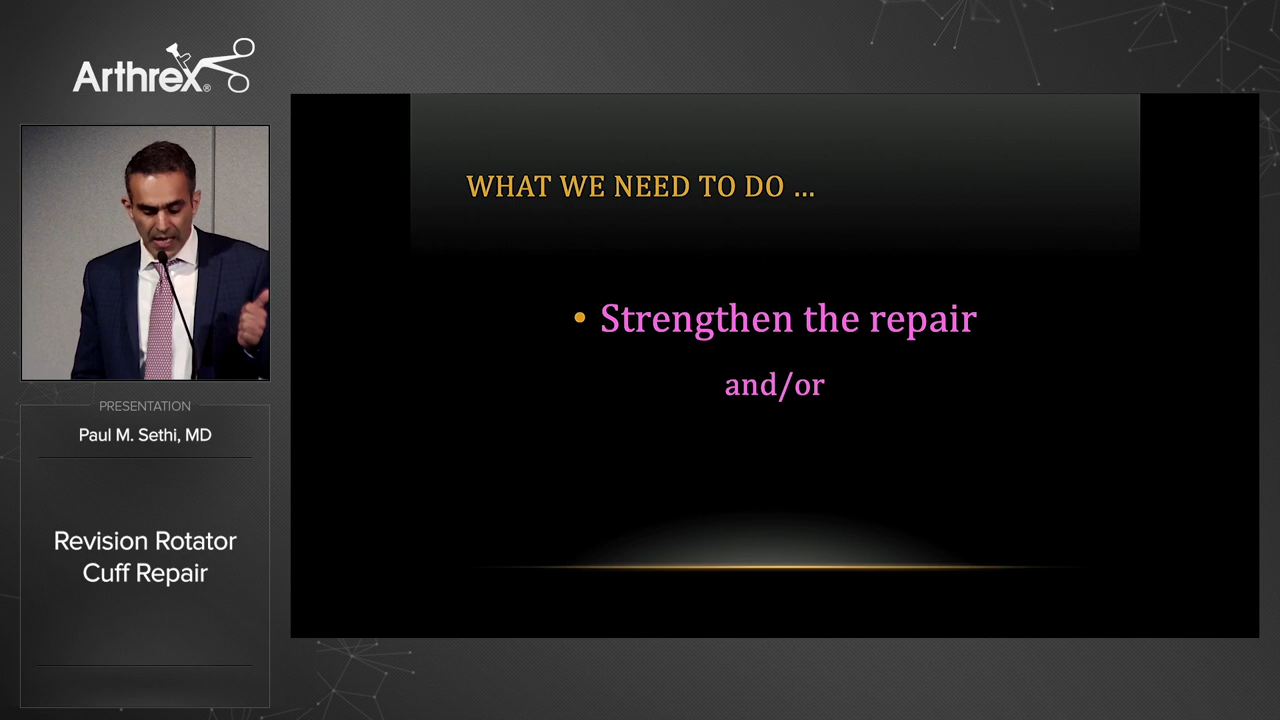 Arthrex®
PRESENTATION
Paul M. Sethi, MD
Revision Rotator
Cuff Repair
WHAT WE NEED TO DO ...
• Strengthen the repair
and/or